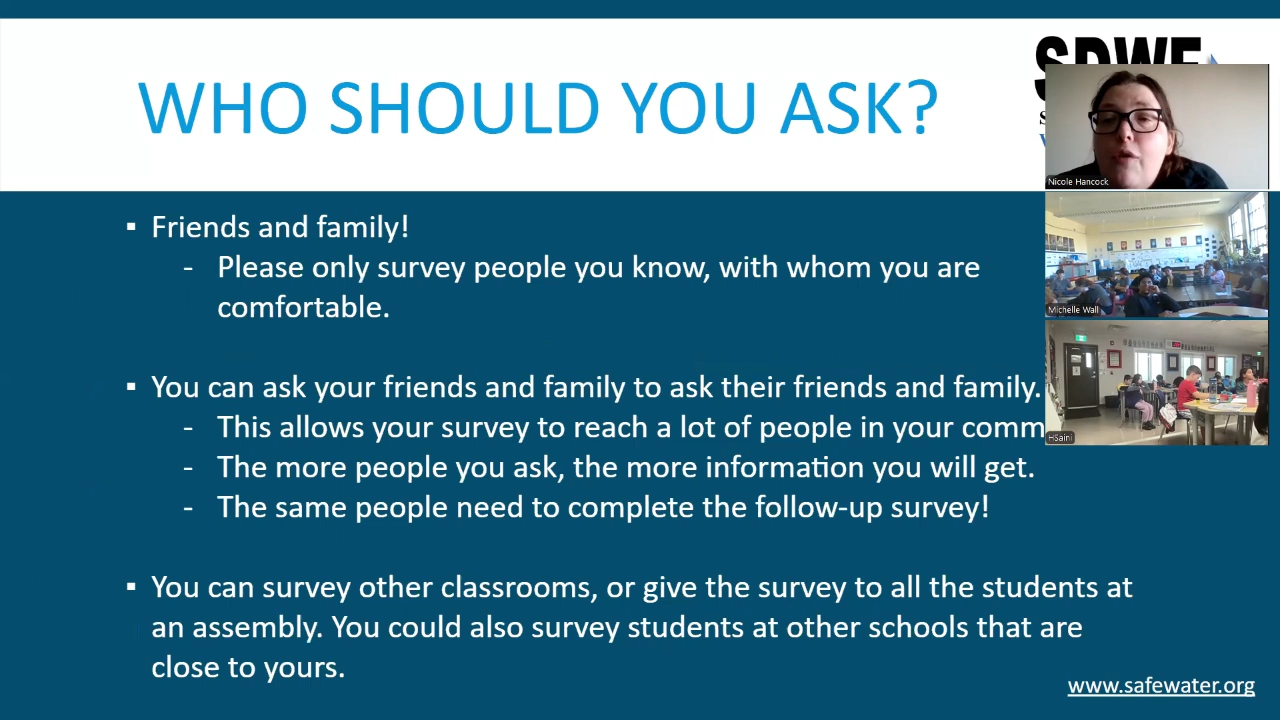 SDWF
WHO SHOULD YOU ASK?
Nicole Hancock
▪ Friends and family!
- Please only survey people you know, with whom you are
comfortable.
Michelle Wall
▪ You can ask your friends and family to ask their friends and family.
- This allows your survey to reach a lot of people in your comm
HSaini
- The more people you ask, the more information you will get.
- The same people need to complete the follow-up survey!
▪ You can survey other classrooms, or give the survey to all the students at
an assembly. You could also survey students at other schools that are
close to yours.
www.safewater.org